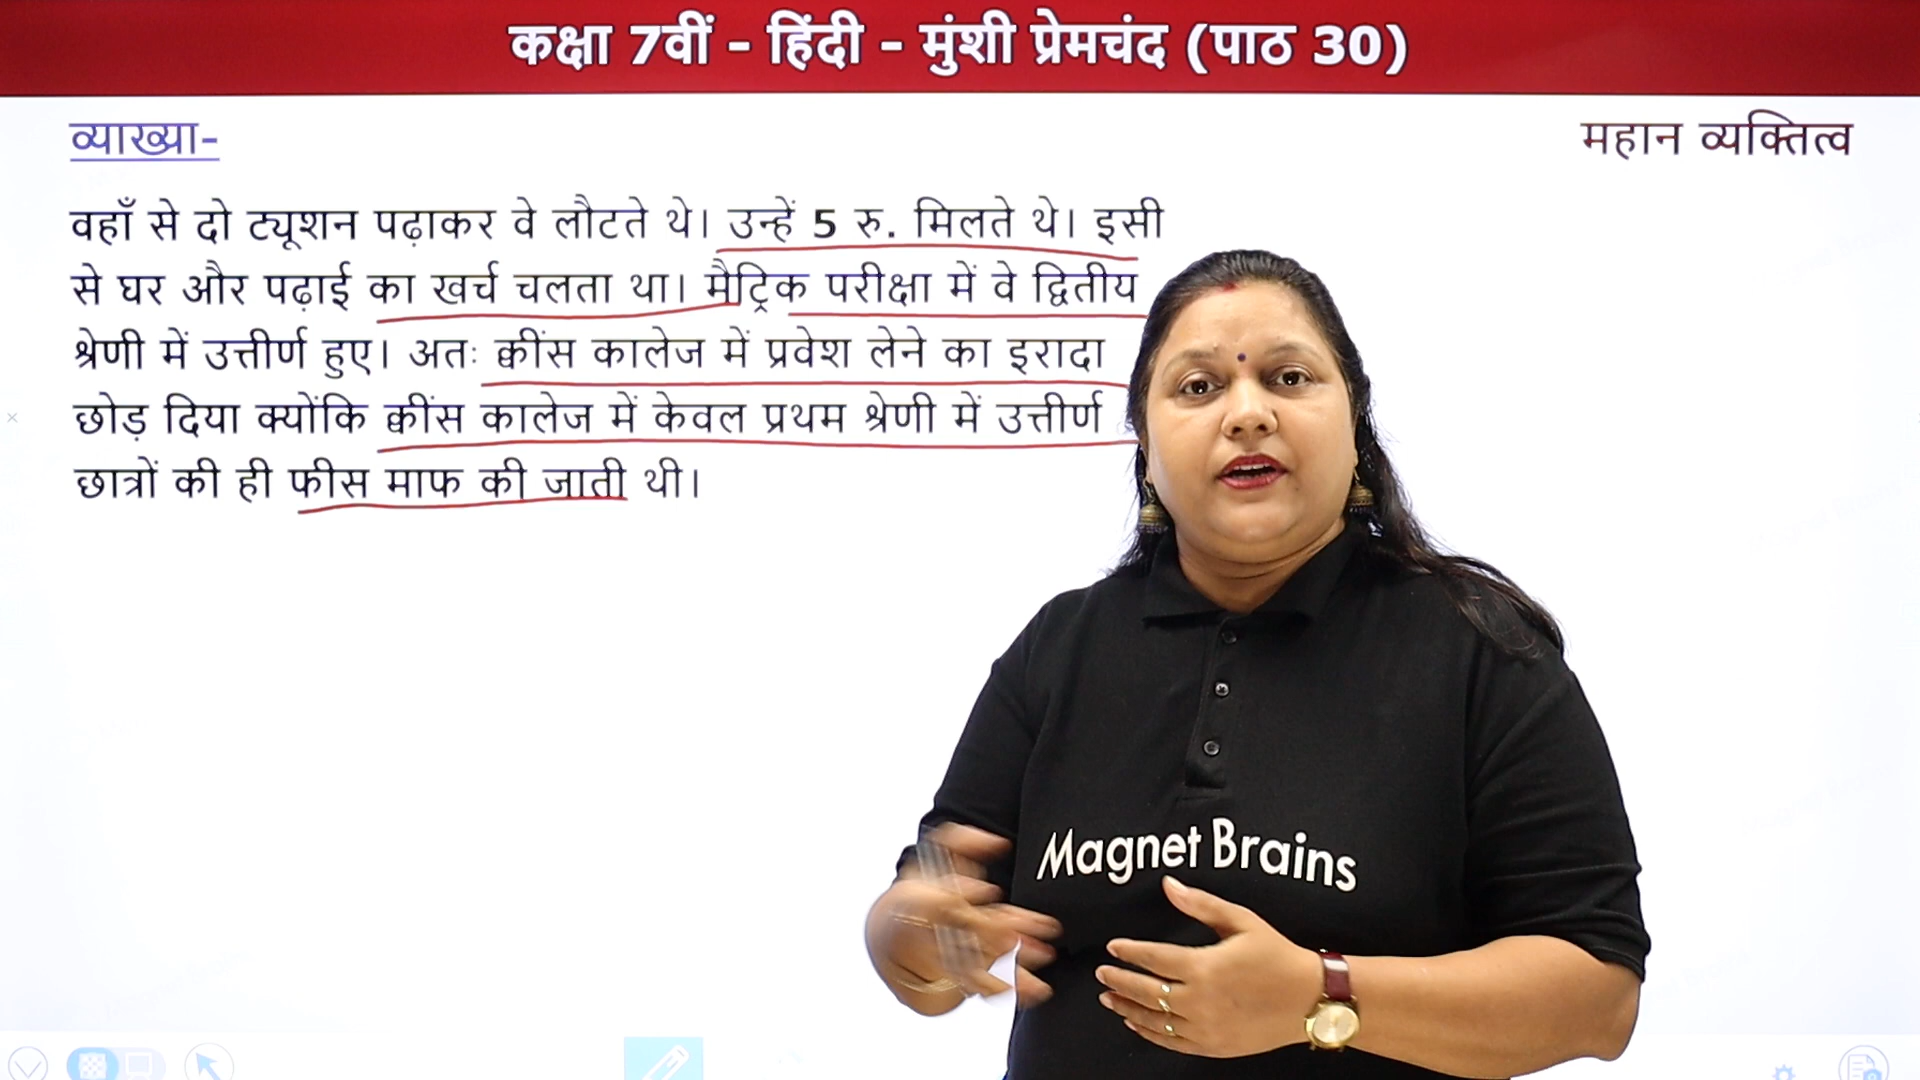 कक्षा 7वीं - हिंदी - मुंशी प्रेमचंद (पाठ 30)
व्याख्या-
महान व्यक्तित्व
वहाँ से दो ट्यूशन पढ़ाकर वे लौटते थे। उन्हें 5 रु. मिलते थे। इसी
से घर और पढ़ाई का खर्च चलता था। मैट्रिक परीक्षा में वे द्वितीय
श्रेणी में उत्तीर्ण हुए। अतः क्वींस कालेज में प्रवेश लेने का इरादा
छोड़ दिया क्योंकि क्वींस कालेज में केवल प्रथम श्रेणी में उत्तीर्ण
छात्रों की ही फीस माफ की जाती थी।
Magnet Brains